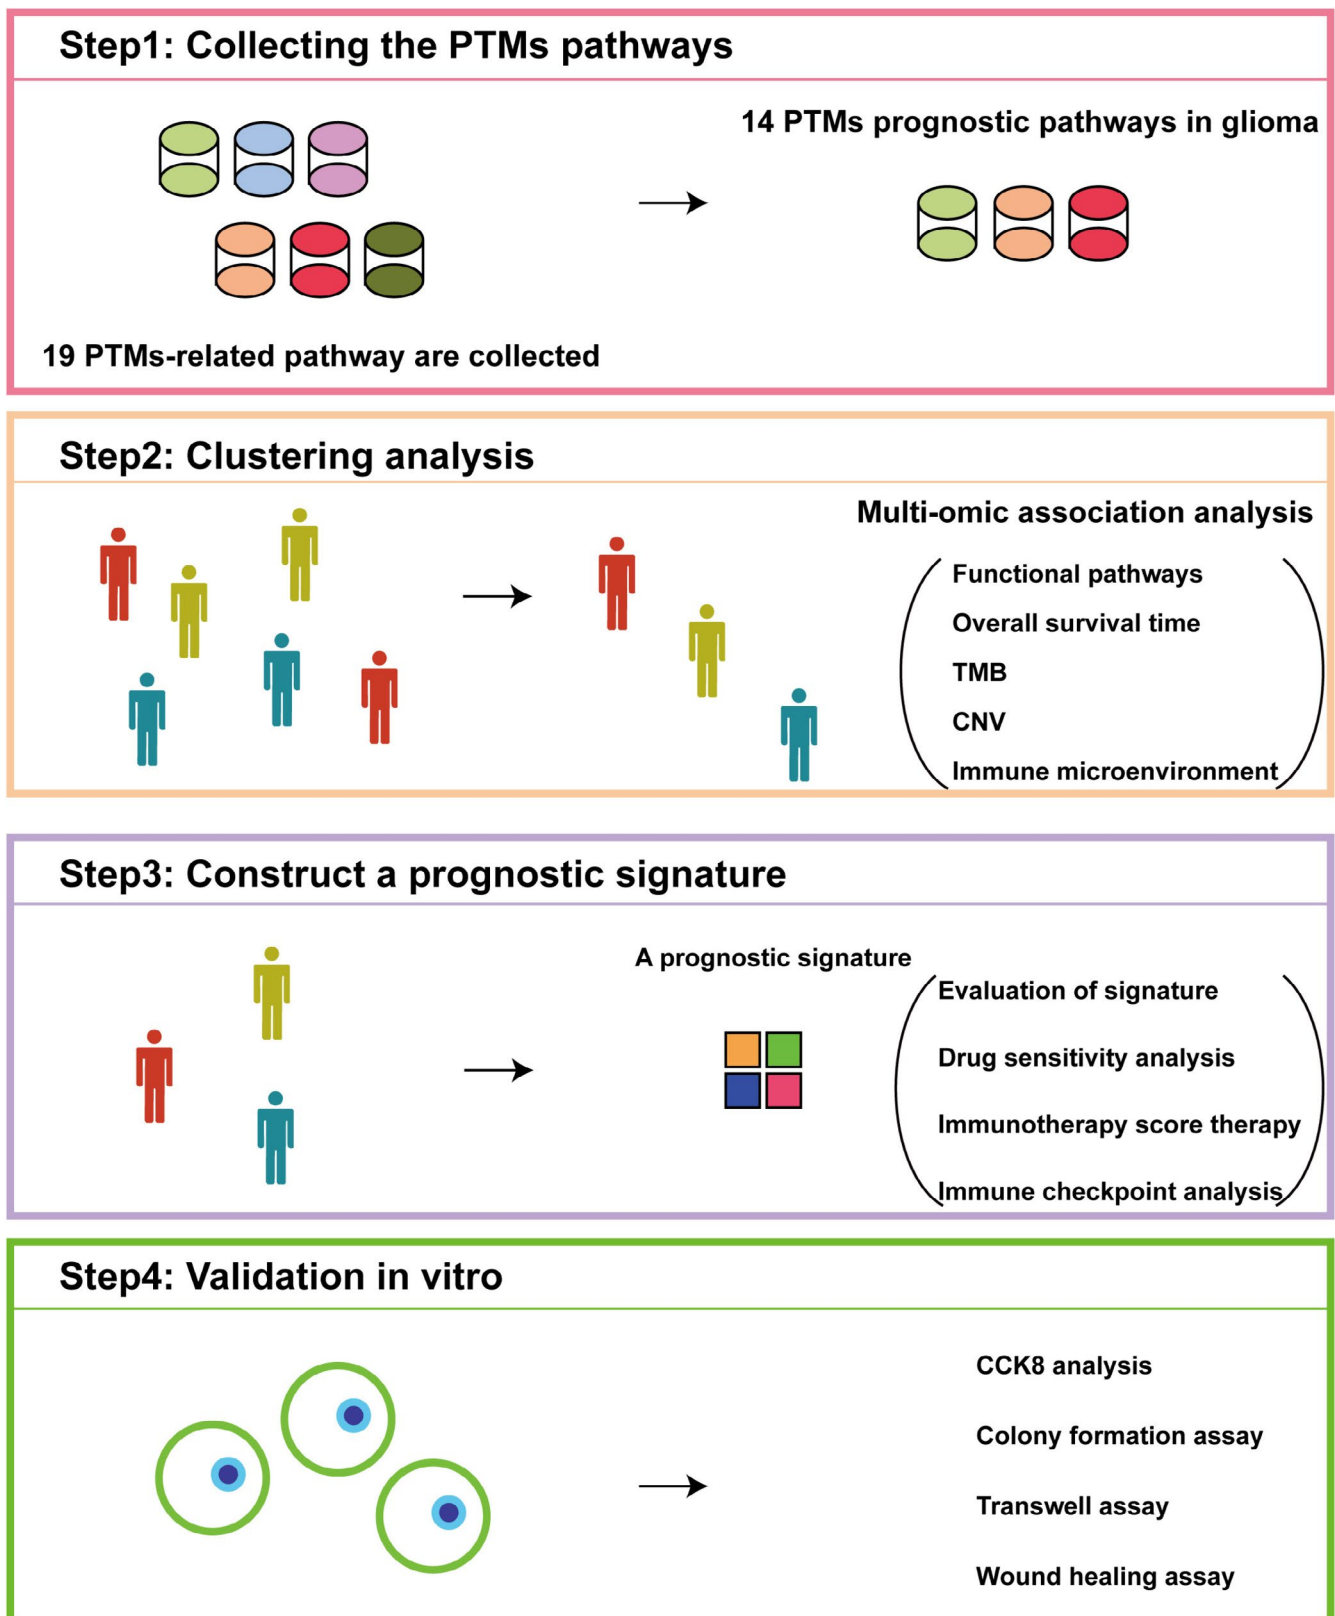 Step1: Collecting the PTMs pathways
14 PTMs prognostic pathways in glioma
19 PTMs-related pathway are collected
Step2: Clustering analysis
Multi-omic association analysis
Functional pathways
Overall survival time
TMB
CNV
Immune microenvironment
Step3: Construct a prognostic signature
A prognostic signature
Evaluation of signature
Drug sensitivity analysis
Immunotherapy score therapy
Immune checkpoint analysis
Step4: Validation in vitro
CCK8 analysis
Colony formation assay
Transwell assay
Wound healing assay